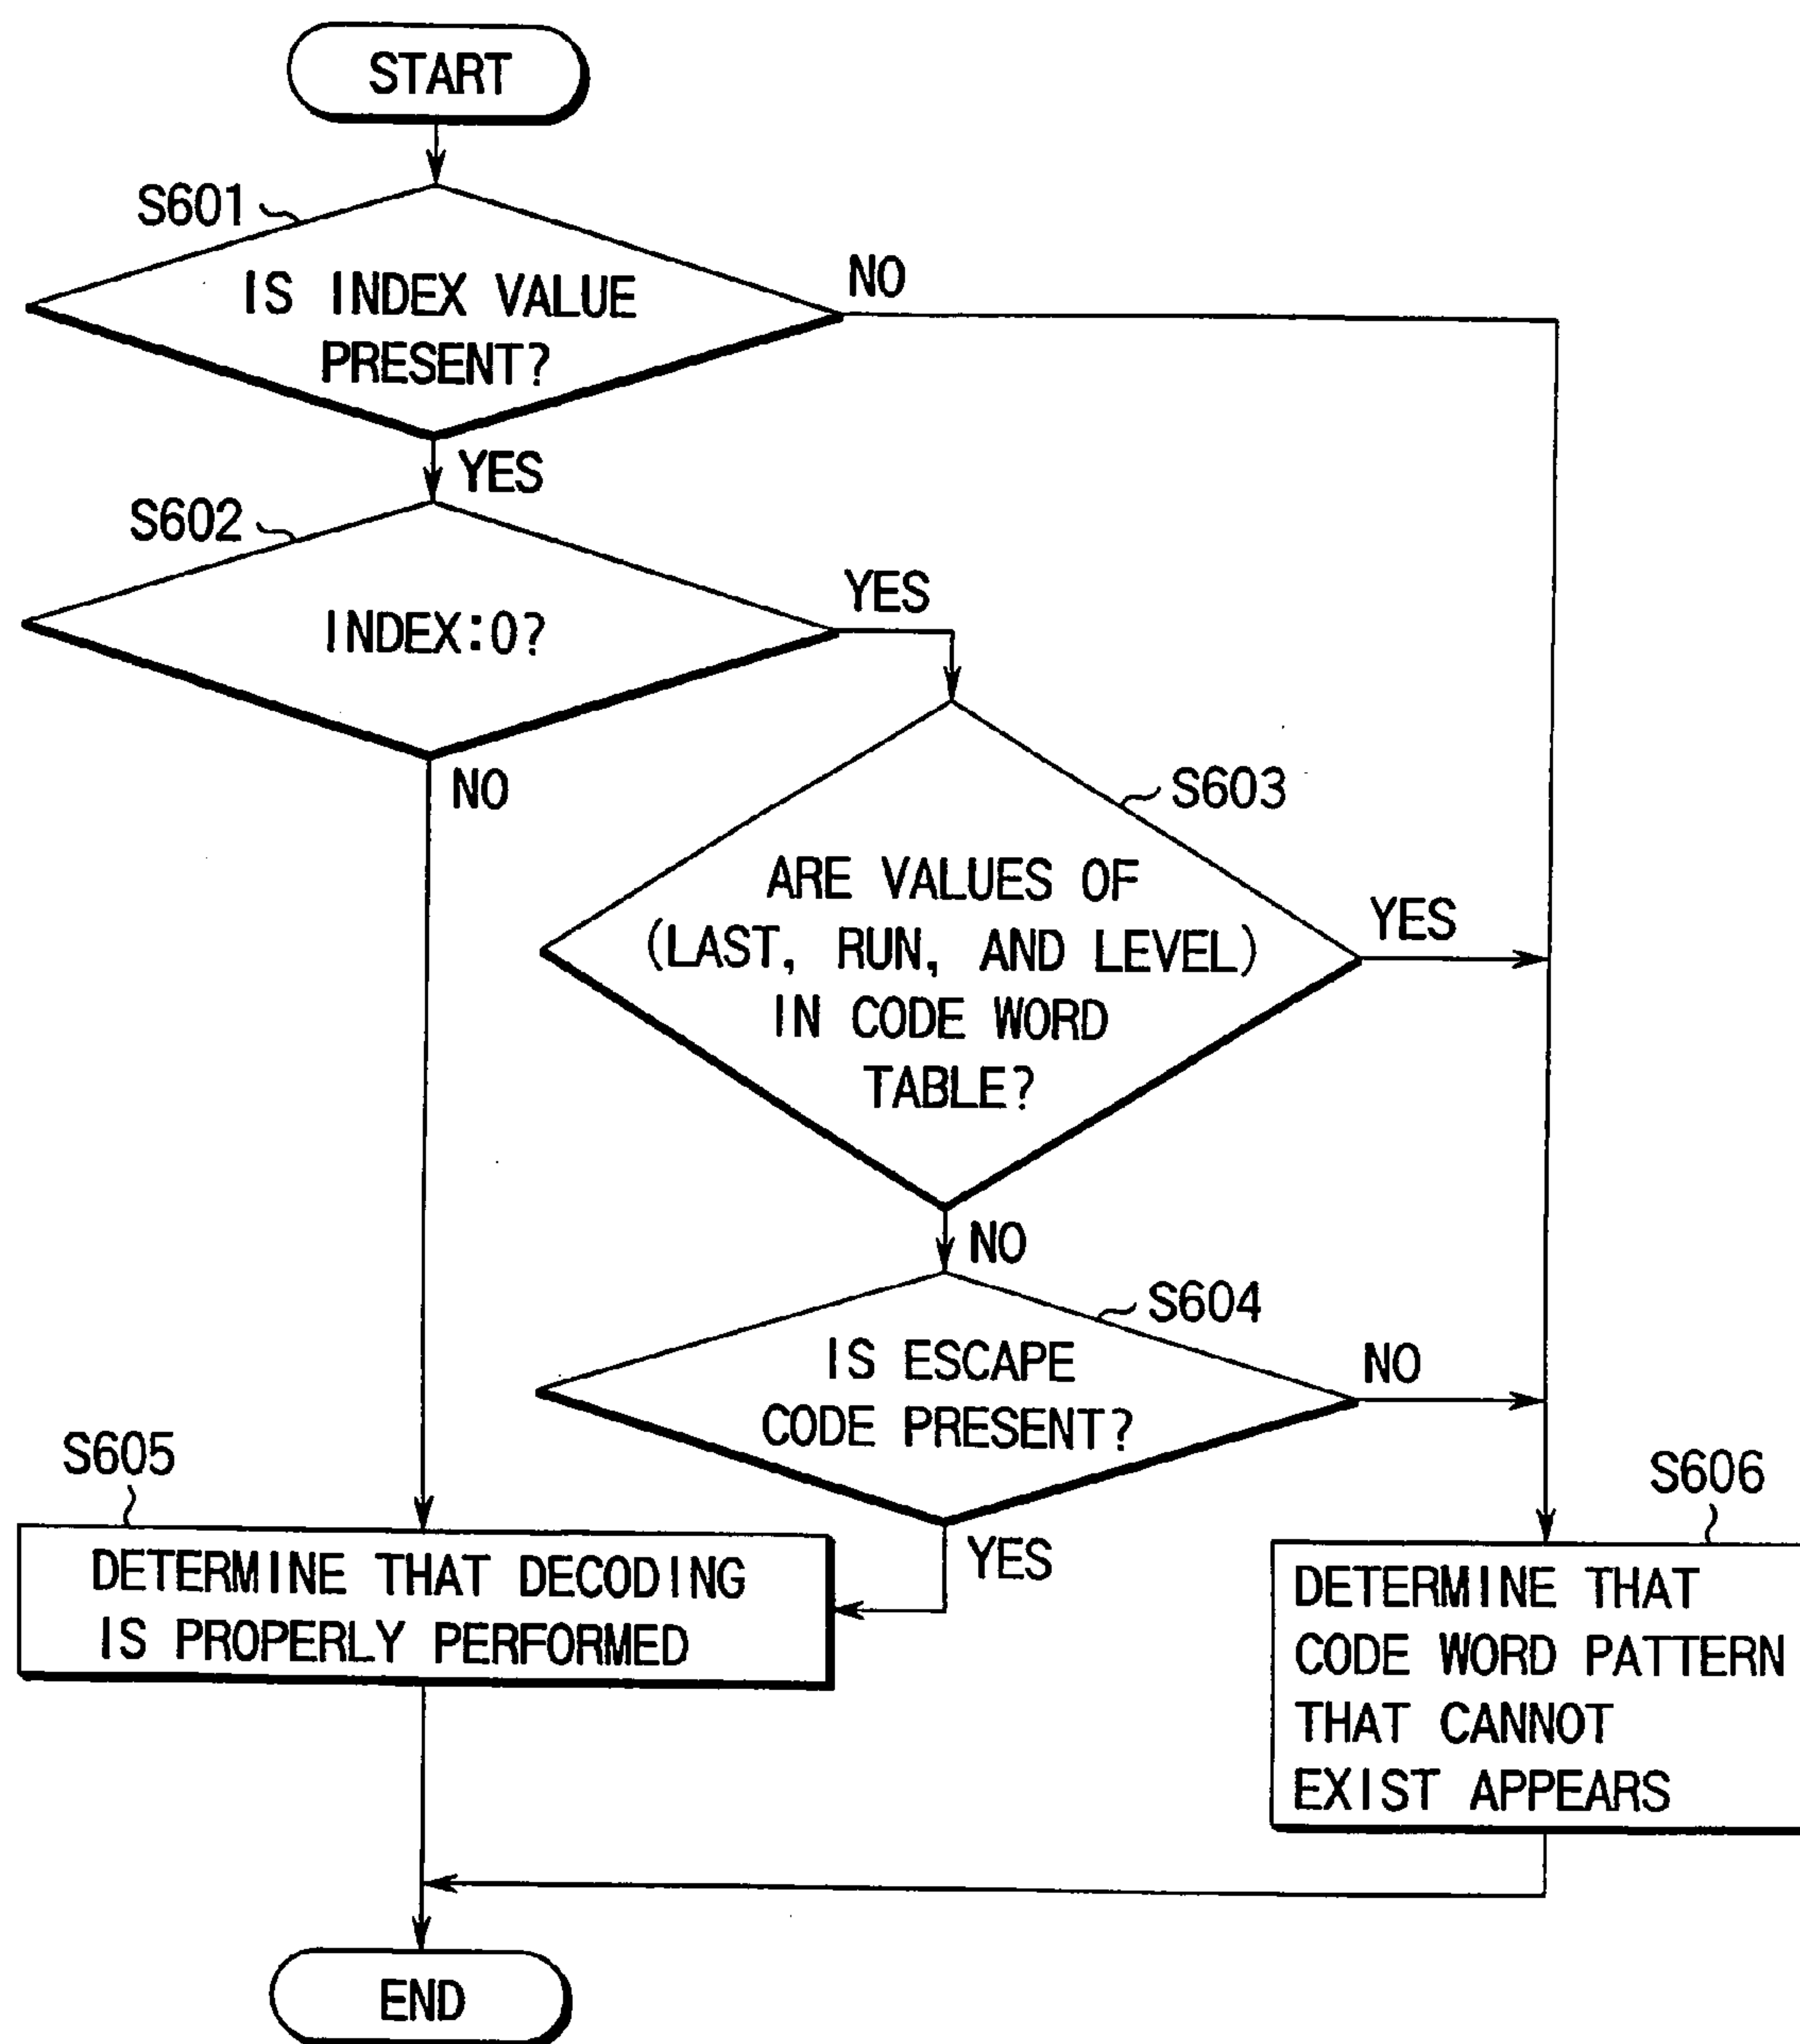 START
S601
IS INDEX VALUE
PRESENT?
NO
YES
S602
INDEX:0?
YES
NO
S603
ARE VALUES OF
(LAST, RUN, AND LEVEL)
IN CODE WORD
TABLE?
YES
NO
S604
IS ESCAPE
CODE PRESENT?
NO
YES
S605
DETERMINE THAT DECODING
IS PROPERLY PERFORMED
S606
DETERMINE THAT
CODE WORD PATTERN
THAT CANNOT
EXIST APPEARS
END